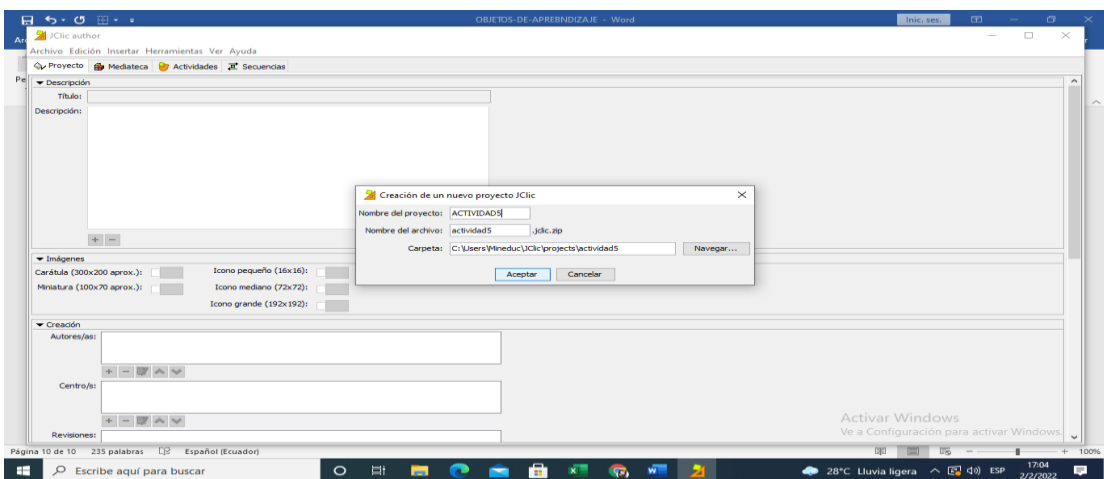 OBJETOS-DE-APREBNDIZAJE - Word
Inic. ses.
JClic author
Archivo Edición Insertar Herramientas Ver Ayuda
Proyecto Mediateca Actividades Secuencias
Descripción
Título:
Descripción:
Creación de un nuevo proyecto JClic
Nombre del proyecto: ACTIVIDAD5
Nombre del archivo: actividad5 .jclic.zip
Carpeta: C:\Users\Mineduc\JClic\projects\actividad5 Navegar...
Aceptar Cancelar
Imágenes
Carátula (300x200 aprox.): Icono pequeño (16x16):
Miniatura (100x70 aprox.): Icono mediano (72x72):
Icono grande (192x192):
Creación
Autores/as:
Centro/s:
Revisiones:
Activar Windows
Ve a Configuración para activar Windows.
Página 10 de 10 235 palabras Español (Ecuador) 100%
Escribe aquí para buscar
28°C Lluvia ligera ESP 17:04
2/2/2022